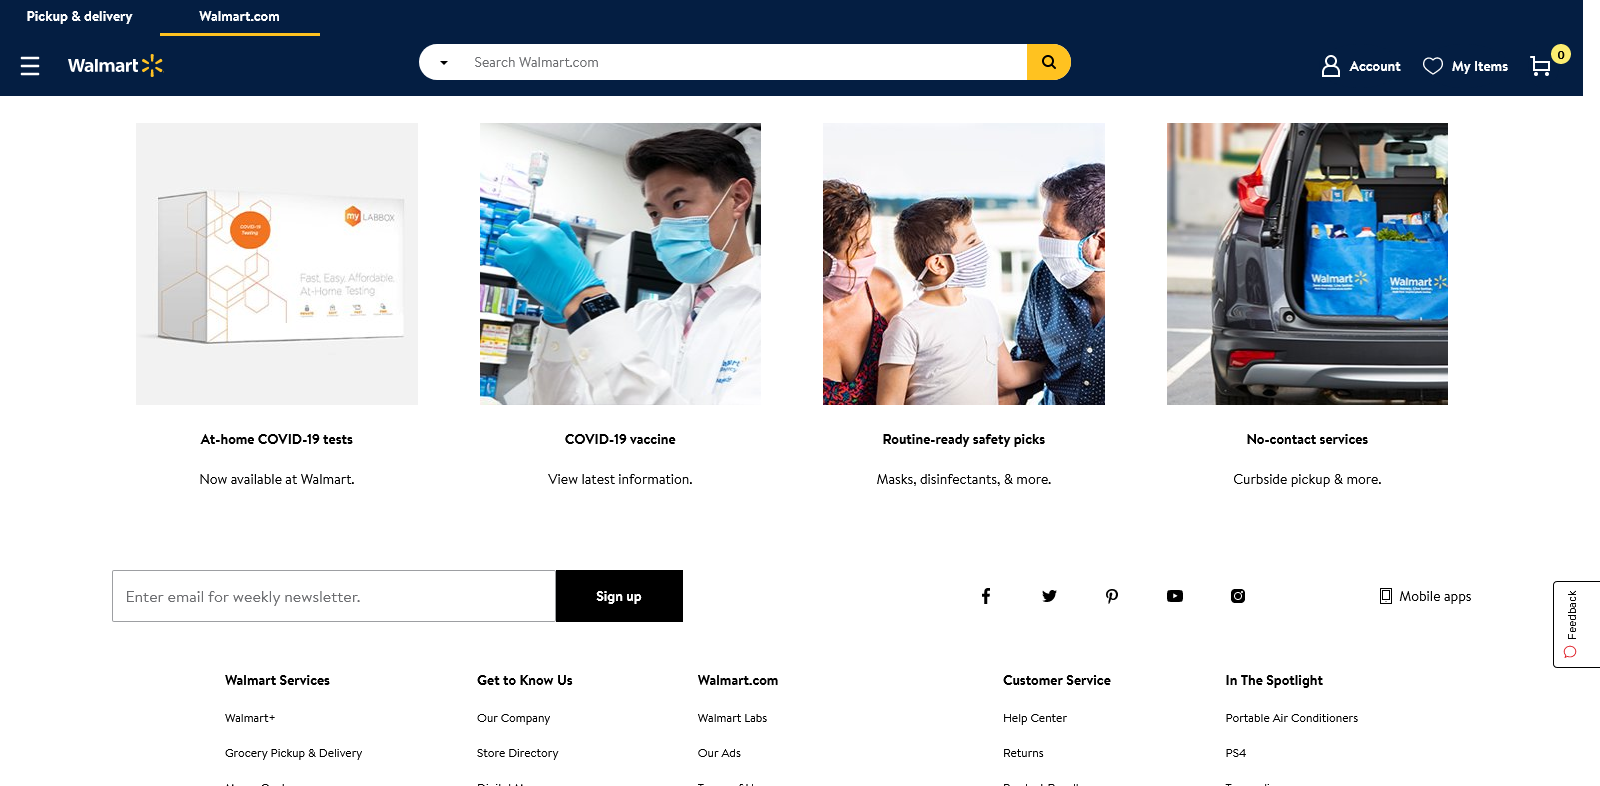 Pickup & delivery
Walmart.com
Walmart
Search Walmart.com
Account
My Items
0
COVID-19
Testing
my LABBOX
Fast, Easy, Affordable,
At-Home Testing
Walmart
Walmart
At-home COVID-19 tests
COVID-19 vaccine
Routine-ready safety picks
No-contact services
Now available at Walmart.
View latest information.
Masks, disinfectants, & more.
Curbside pickup & more.
Enter email for weekly newsletter.
Sign up
Mobile apps
Feedback
Walmart Services
Get to Know Us
Walmart.com
Customer Service
In The Spotlight
Walmart+
Our Company
Walmart Labs
Help Center
Portable Air Conditioners
Grocery Pickup & Delivery
Store Directory
Our Ads
Returns
PS4